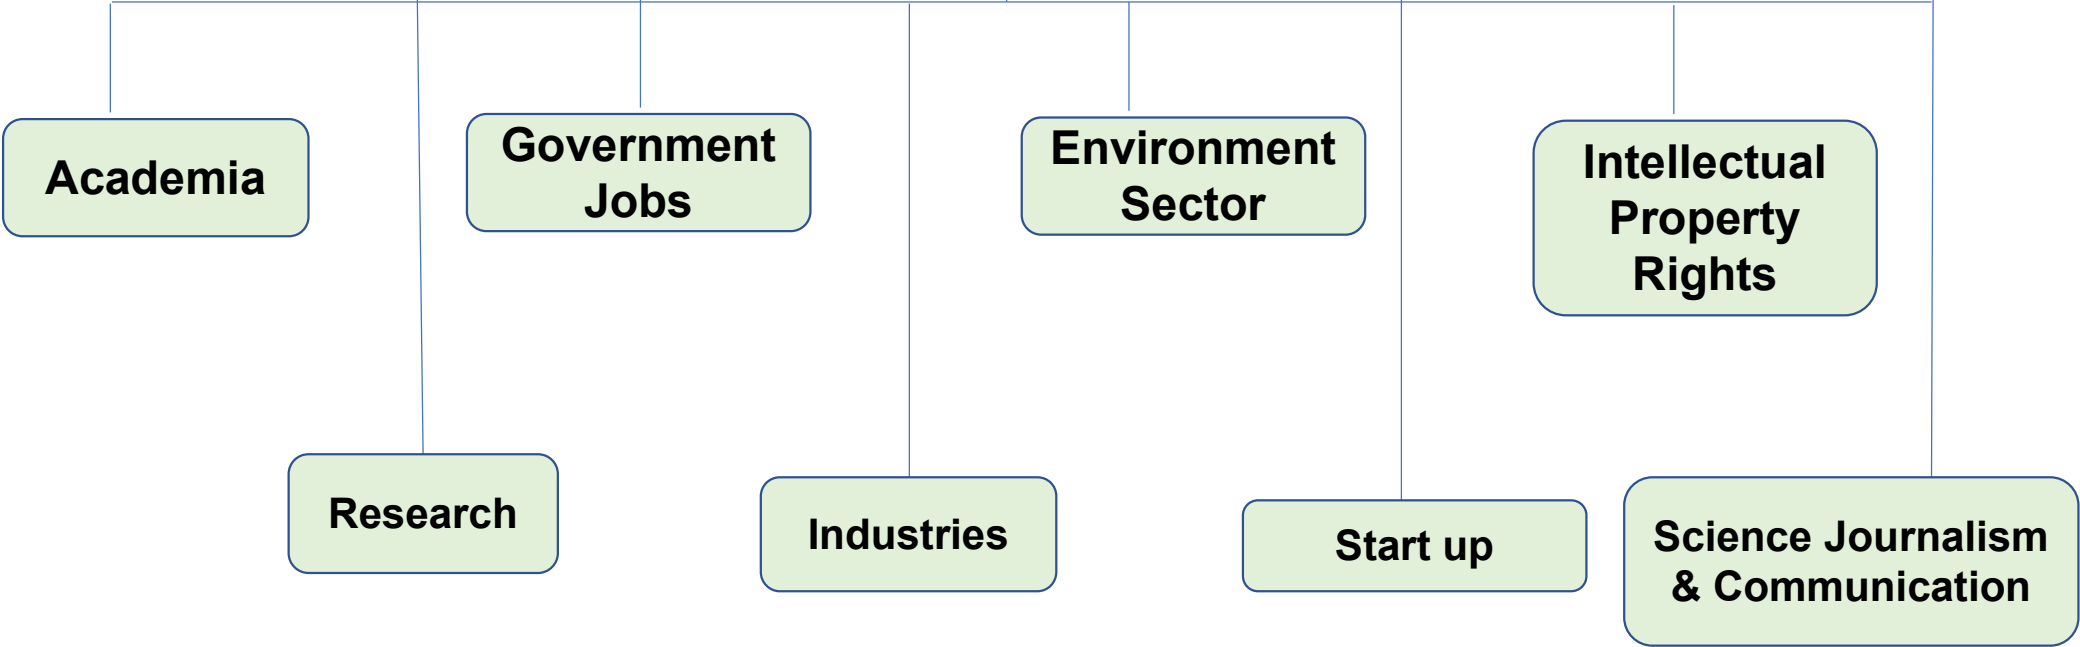 Academia
Government
Jobs
Environment
Sector
Intellectual
Property
Rights
Research
Industries
Start up
Science Journalism
& Communication